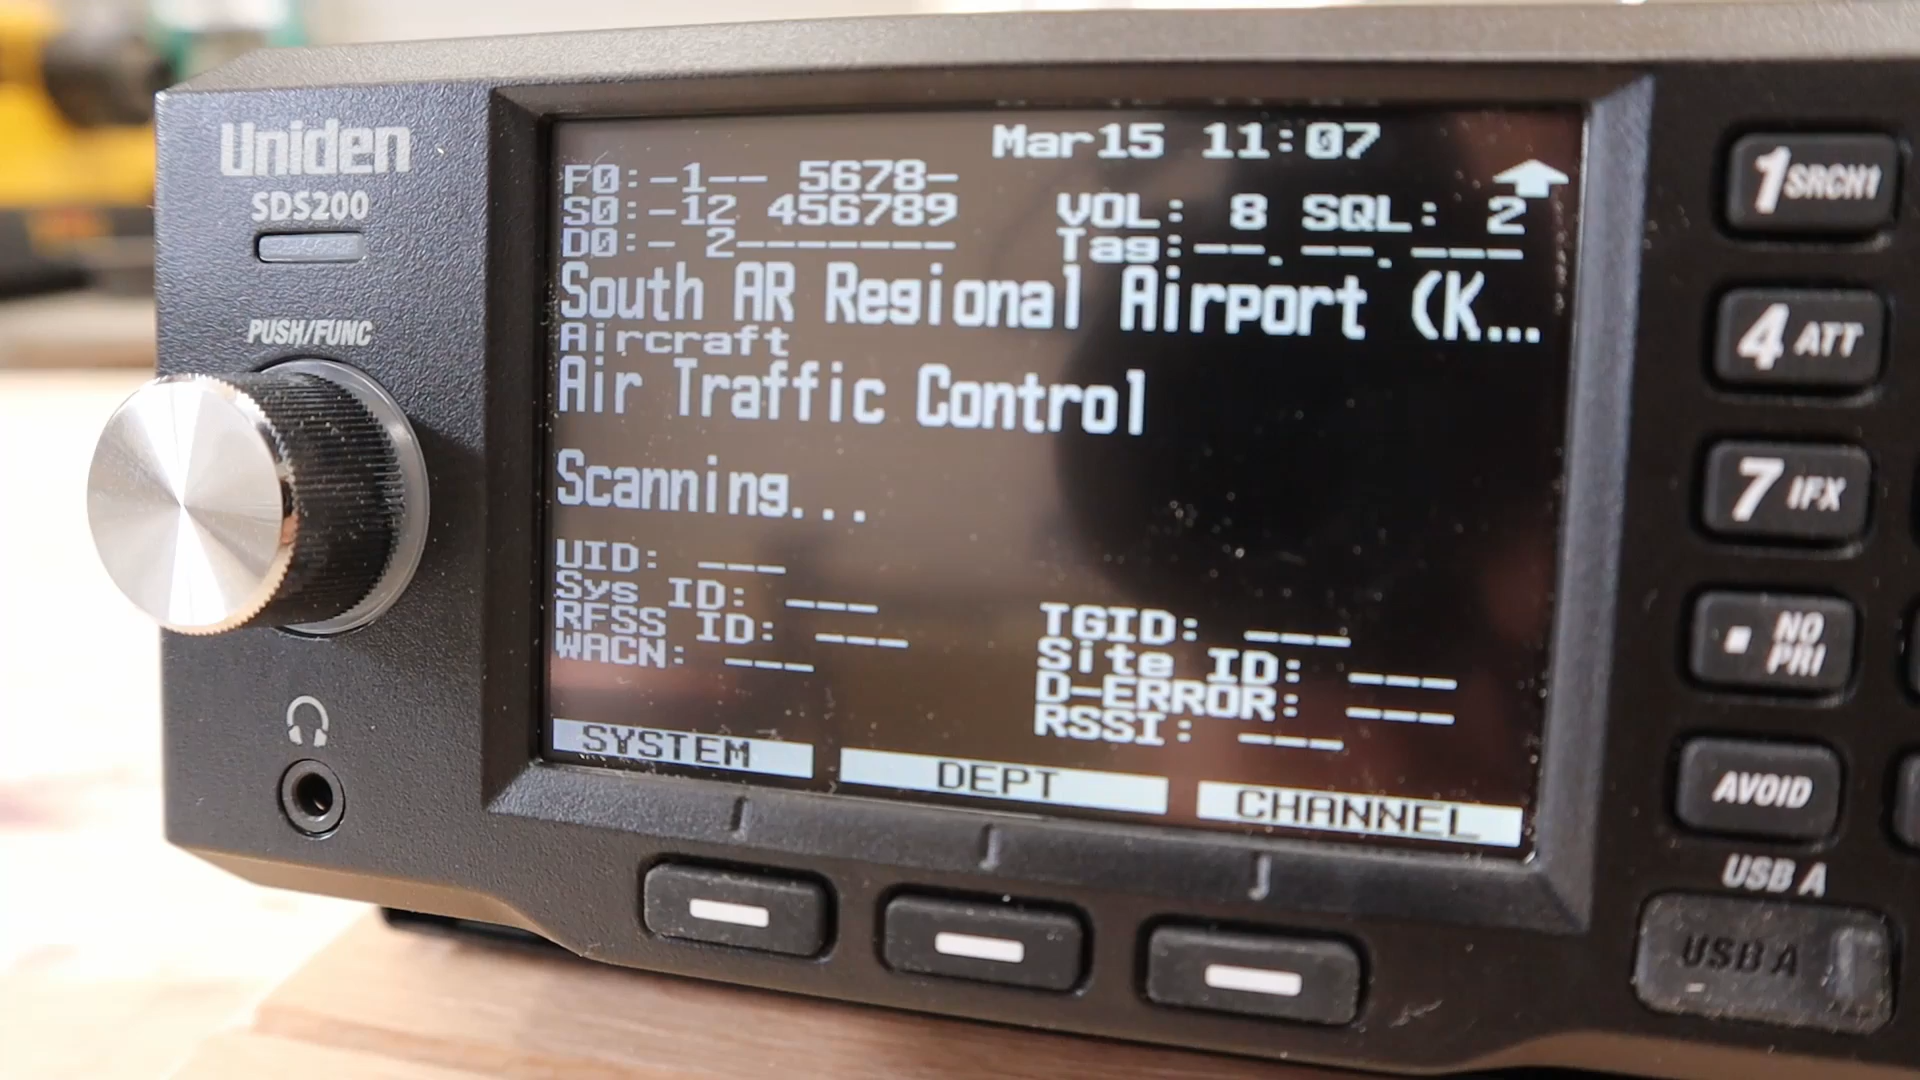 Uniden
SDS200
PUSH/FUNC
Mar15 11:07
F0:-1-- 5678-
S0:-12 456789
VOL: 8 SQL: 2
D0:- 2-------
Tag:--.--.---
South AR Regional Airport (K...
Aircraft
Air Traffic Control
Scanning...
UID: ---
Sys ID: ---
RFSS ID: ---
WACN: ---
TGID: ---
Site ID: ---
D-ERROR: ---
RSSI: ---
SYSTEM
DEPT
CHANNEL
1 SRCH1
4 ATT
7 IFX
. NO PRI
AVOID
USB A
USB A